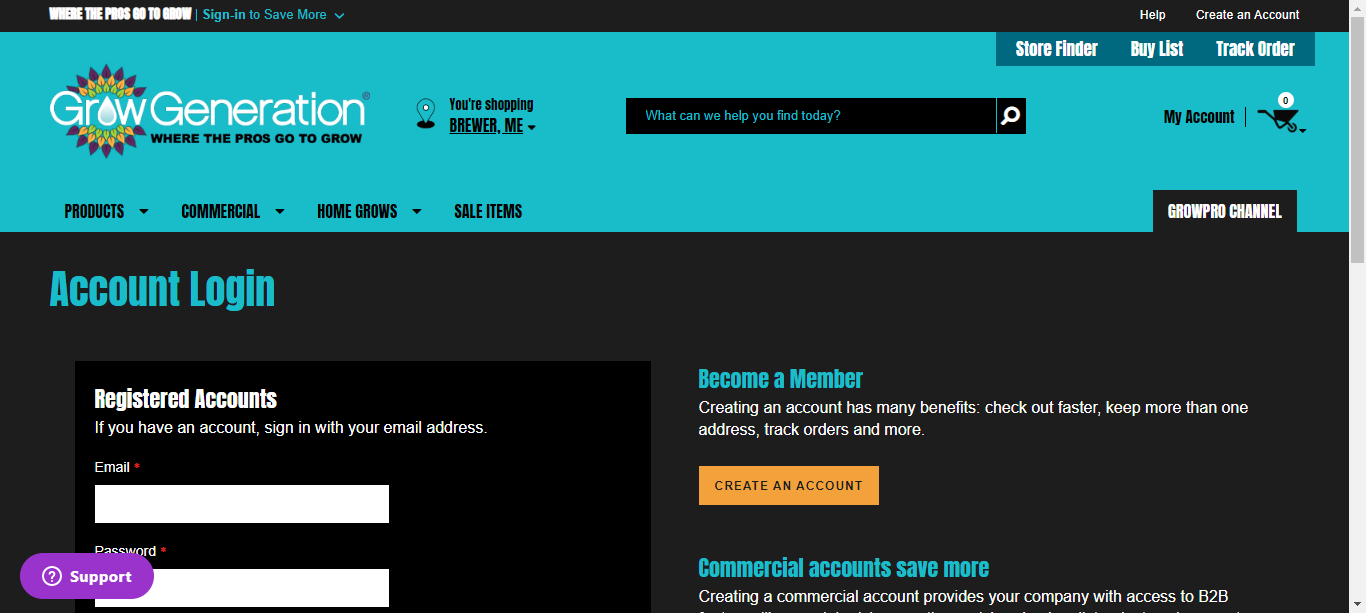 WHERE THE PROS GO TO GROW | Sign-in to Save More
Help
Create an Account
Store Finder
Buy List
Track Order
GrowGeneration®
WHERE THE PROS GO TO GROW
You're shopping
BREWER, ME
What can we help you find today?
My Account
0
PRODUCTS
COMMERCIAL
HOME GROWS
SALE ITEMS
GROWPRO CHANNEL
Account Login
Registered Accounts
If you have an account, sign in with your email address.
Email *
Password *
? Support
Become a Member
Creating an account has many benefits: check out faster, keep more than one
address, track orders and more.
CREATE AN ACCOUNT
Commercial accounts save more
Creating a commercial account provides your company with access to B2B